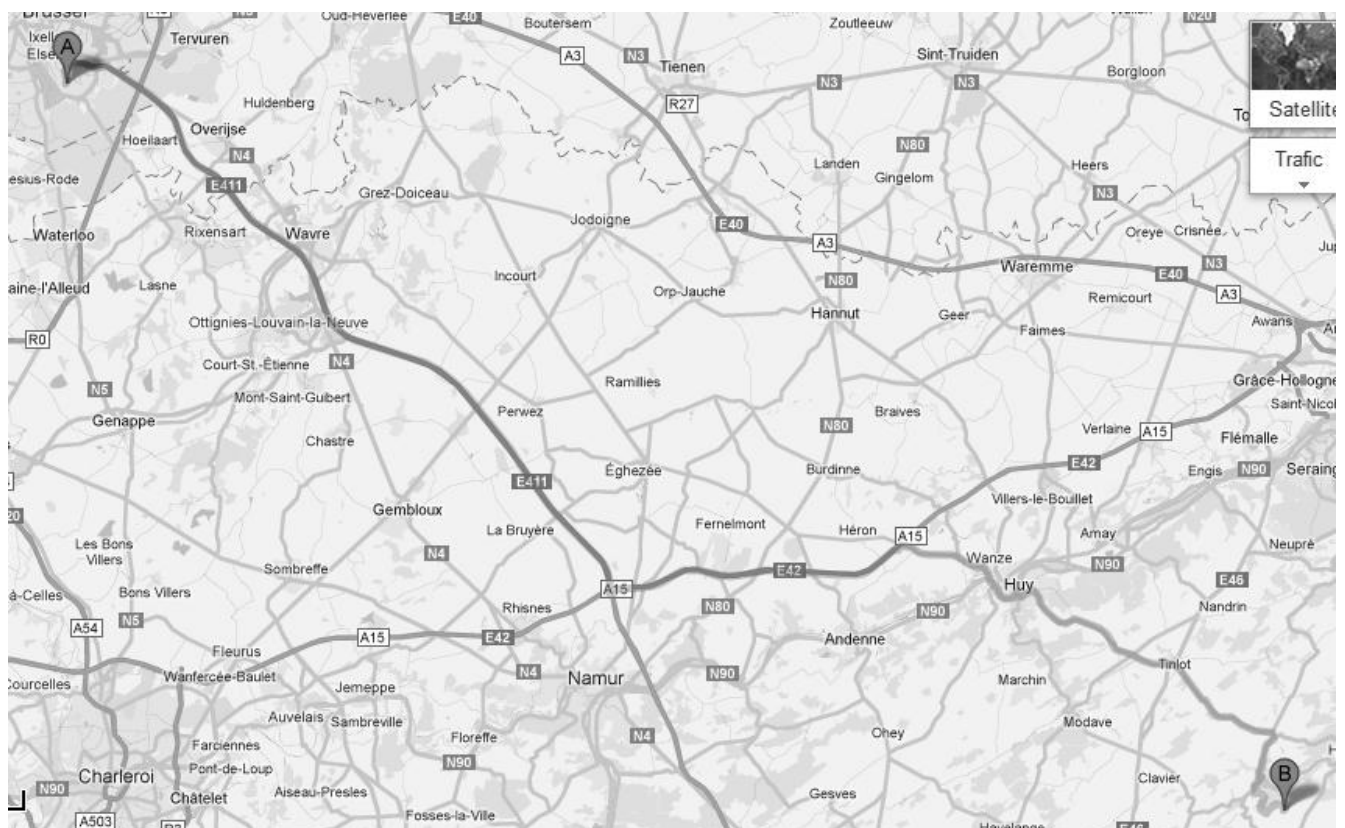 Oud-Heverlee
E40
Boutersem
Zoutleeuw
N20
Tervuren
A3
N3
Tienen
Sint-Truiden
Borgloon
A
R27
N3
N3
Satellite
Huldenberg
Overijse
Hoeilaart
N4
Landen
N80
Gingelom
Heers
Trafic
E411
Grez-Doiceau
N3
Jodoigne
E40
A3
Oreye
Crisnée
Waterloo
Rixensart
Wavre
Waremme
N3
E40
A3
Incourt
Orp-Jauche
N80
Lasne
Remicourt
Hannut
Geer
Faimes
Awans
Ottignies-Louvain-la-Neuve
R0
Court-St.-Étienne
N4
N5
Mont-Saint-Guibert
Ramillies
Grâce-Hollogne
Genappe
Perwez
Braives
N80
Verlaine
A15
Flémalle
Chastre
Éghezée
Burdinne
E42
Engis
N90
Seraing
E411
Villers-le-Bouillet
Gembloux
La Bruyère
Fernelmont
Héron
A15
Amay
Les Bons
Villers
N4
Wanze
N90
Neuprè
Sombreffe
E42
Huy
E46
Bons Villers
A15
Rhisnes
N80
N90
Nandrin
A54
N5
A15
E42
Andenne
Fleurus
Wanfercée-Baulet
N4
Namur
N90
Tinlot
Courcelles
Jemeppe
Marchin
Auvelais
Sambreville
Floreffe
N4
Ohey
Modave
Farciennes
Pont-de-Loup
N90
B
Charleroi
N90
Châtelet
Aiseau-Presles
Gesves
Clavier
A503
Fosses-la-Ville
Havelange
E46